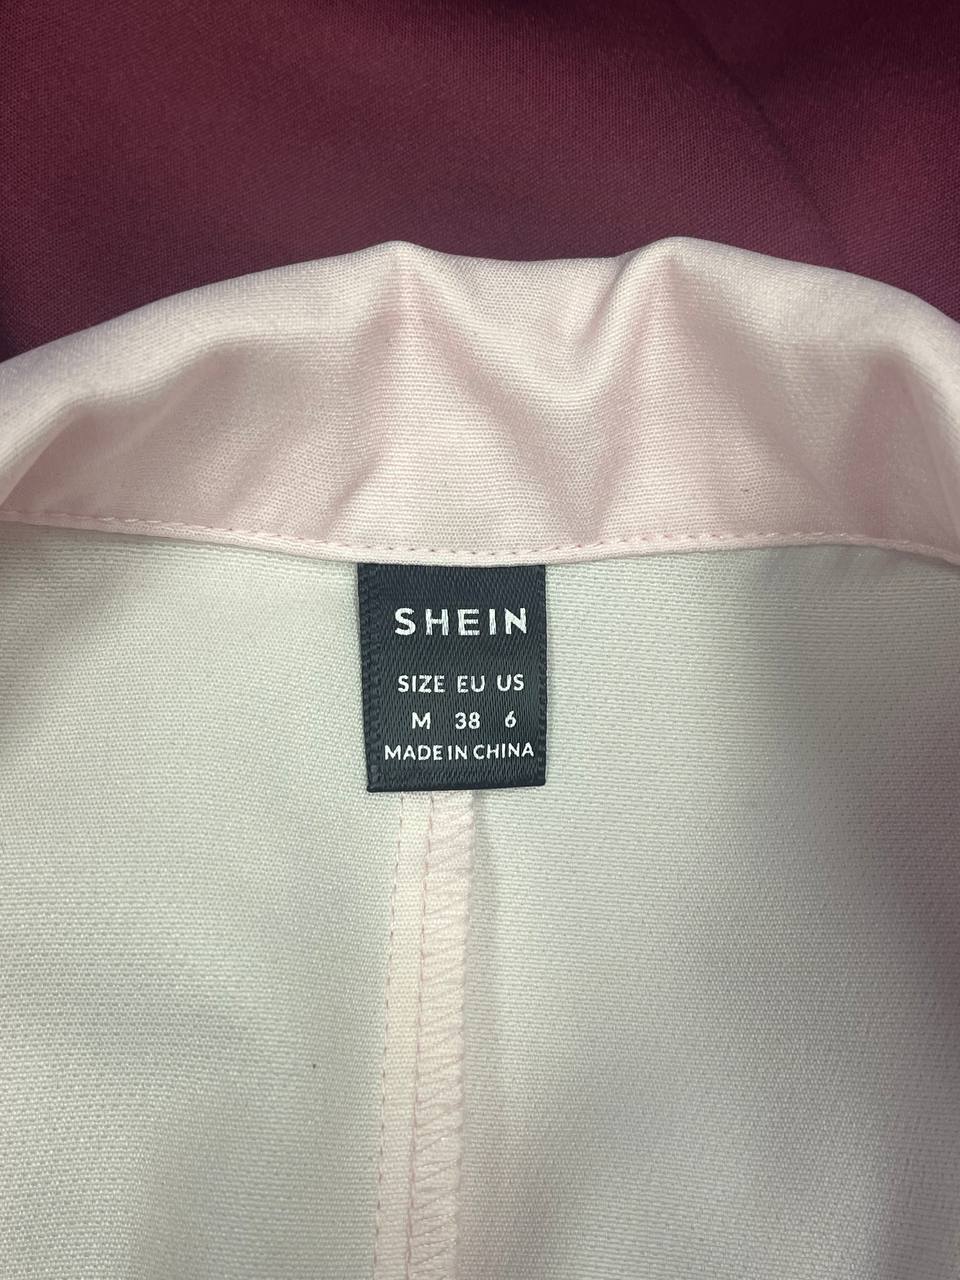 SHEIN
SIZE EU US
M 38 6
MADE IN CHINA